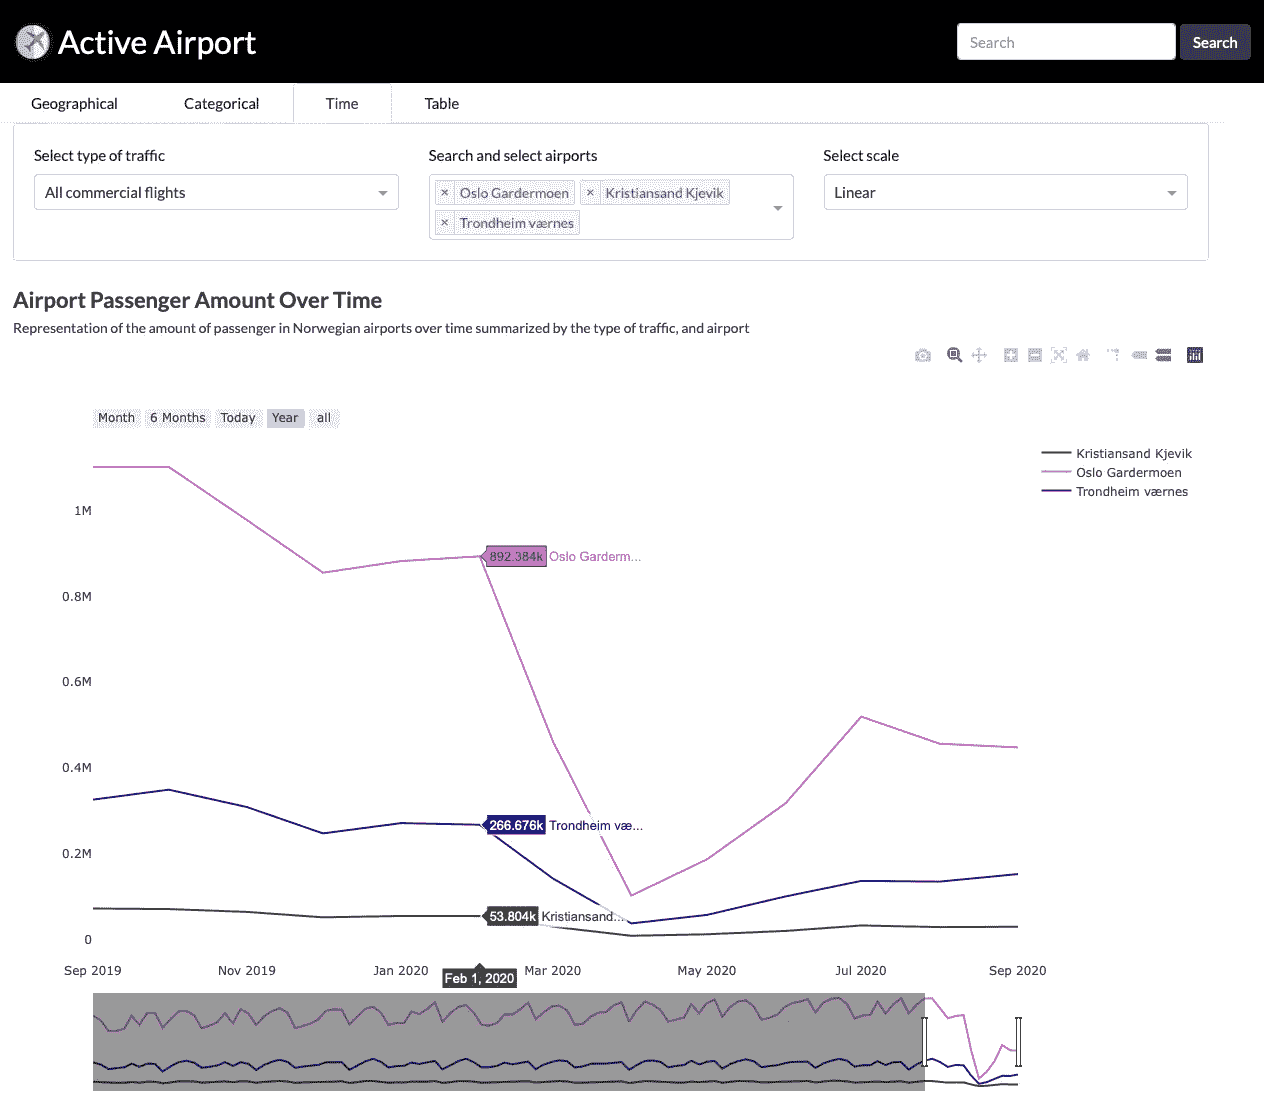 Active Airport
Search
Search
Geographical
Categorical
Time
Table
Select type of traffic
Search and select airports
Select scale
All commercial flights
× Oslo Gardermoen
× Kristiansand Kjevik
× Trondheim værnes
Linear
Airport Passenger Amount Over Time
Representation of the amount of passenger in Norwegian airports over time summarized by the type of traffic, and airport
Month
6 Months
Today
Year
all
Kristiansand Kjevik
Oslo Gardermoen
Trondheim værnes
1M
0.8M
0.6M
0.4M
0.2M
0
892.384k Oslo Garderm...
266.676k Trondheim væ...
53.804k Kristiansand...
Sep 2019
Nov 2019
Jan 2020
Feb 1, 2020
Mar 2020
May 2020
Jul 2020
Sep 2020